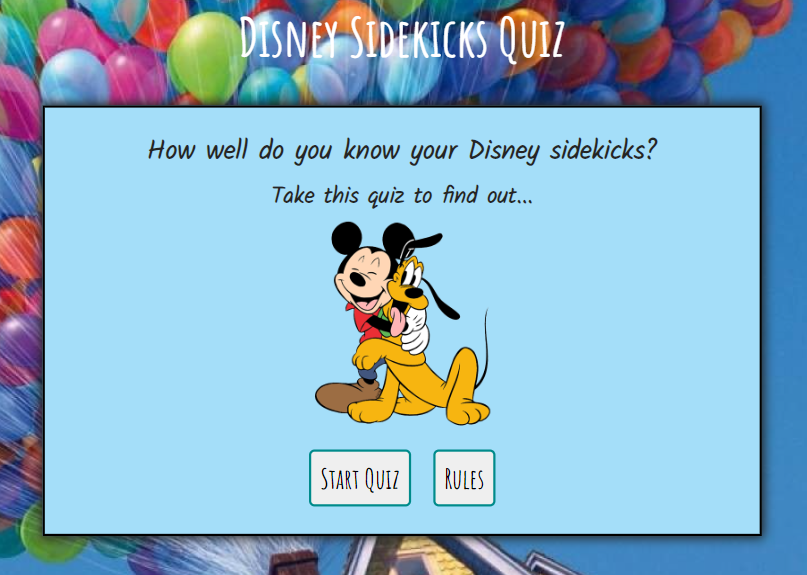 Disney Sidekicks Quiz
How well do you know your Disney sidekicks?
Take this quiz to find out...
Start Quiz Rules